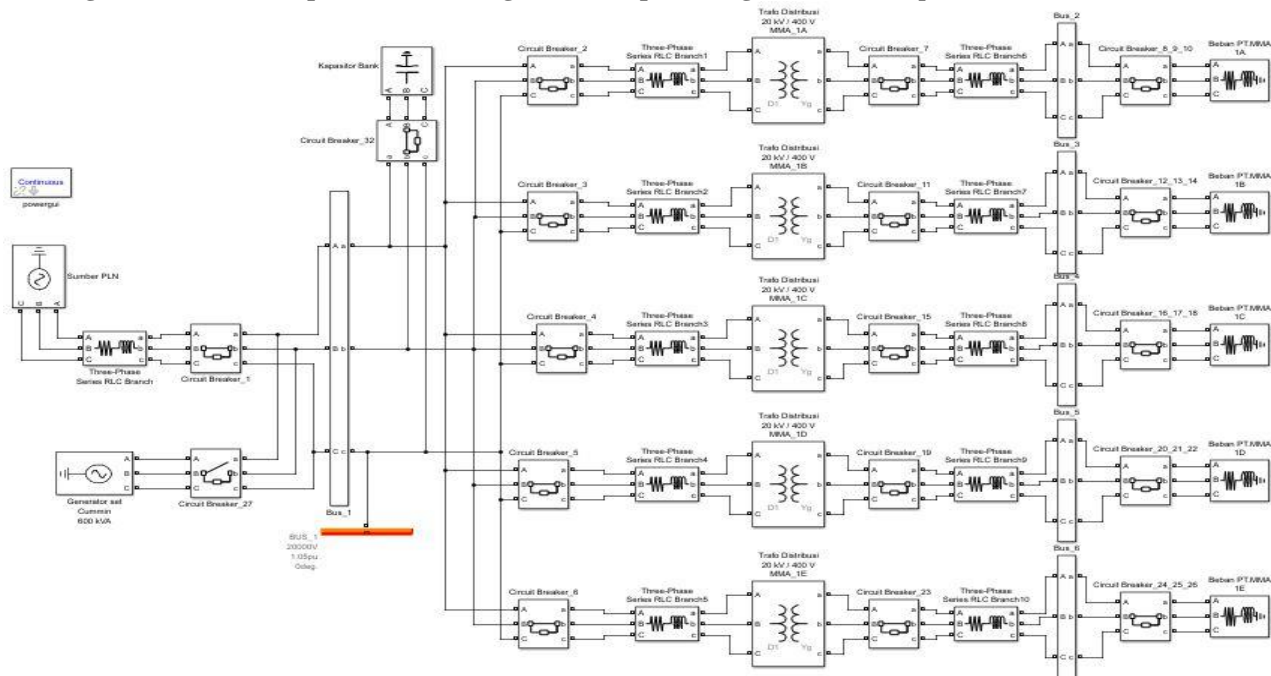 Trafo Distribusi
20 kV / 400 V
MMA_1A
Bus_2
Circuit Breaker_2
Three-Phase
Series RLC Branch1
Circuit Breaker_7
Three-Phase
Series RLC Branch6
Circuit Breaker_8_9_10
Beban PT.MMA
1A
Kapasitor Bank
Circuit Breaker_32
Continuous
powergui
Trafo Distribusi
20 kV / 400 V
MMA_1B
Bus_3
Circuit Breaker_3
Three-Phase
Series RLC Branch2
Circuit Breaker_11
Three-Phase
Series RLC Branch7
Circuit Breaker_12_13_14
Beban PT.MMA
1B
Sumber PLN
Three-Phase
Series RLC Branch
Circuit Breaker_1
Trafo Distribusi
20 kV / 400 V
MMA_1C
Bus_4
Circuit Breaker_4
Three-Phase
Series RLC Branch3
Circuit Breaker_15
Three-Phase
Series RLC Branch8
Circuit Breaker_16_17_18
Beban PT.MMA
1C
Generator set
Cummin
600 kVA
Circuit Breaker_27
Bus_1
BUS_1
20000V
1.05pu
0deg.
Trafo Distribusi
20 kV / 400 V
MMA_1D
Bus_5
Circuit Breaker_5
Three-Phase
Series RLC Branch4
Circuit Breaker_19
Three-Phase
Series RLC Branch9
Circuit Breaker_20_21_22
Beban PT.MMA
1D
Trafo Distribusi
20 kV / 400 V
MMA_1E
Bus_6
Circuit Breaker_6
Three-Phase
Series RLC Branch5
Circuit Breaker_23
Three-Phase
Series RLC Branch10
Circuit Breaker_24_25_26
Beban PT.MMA
1E